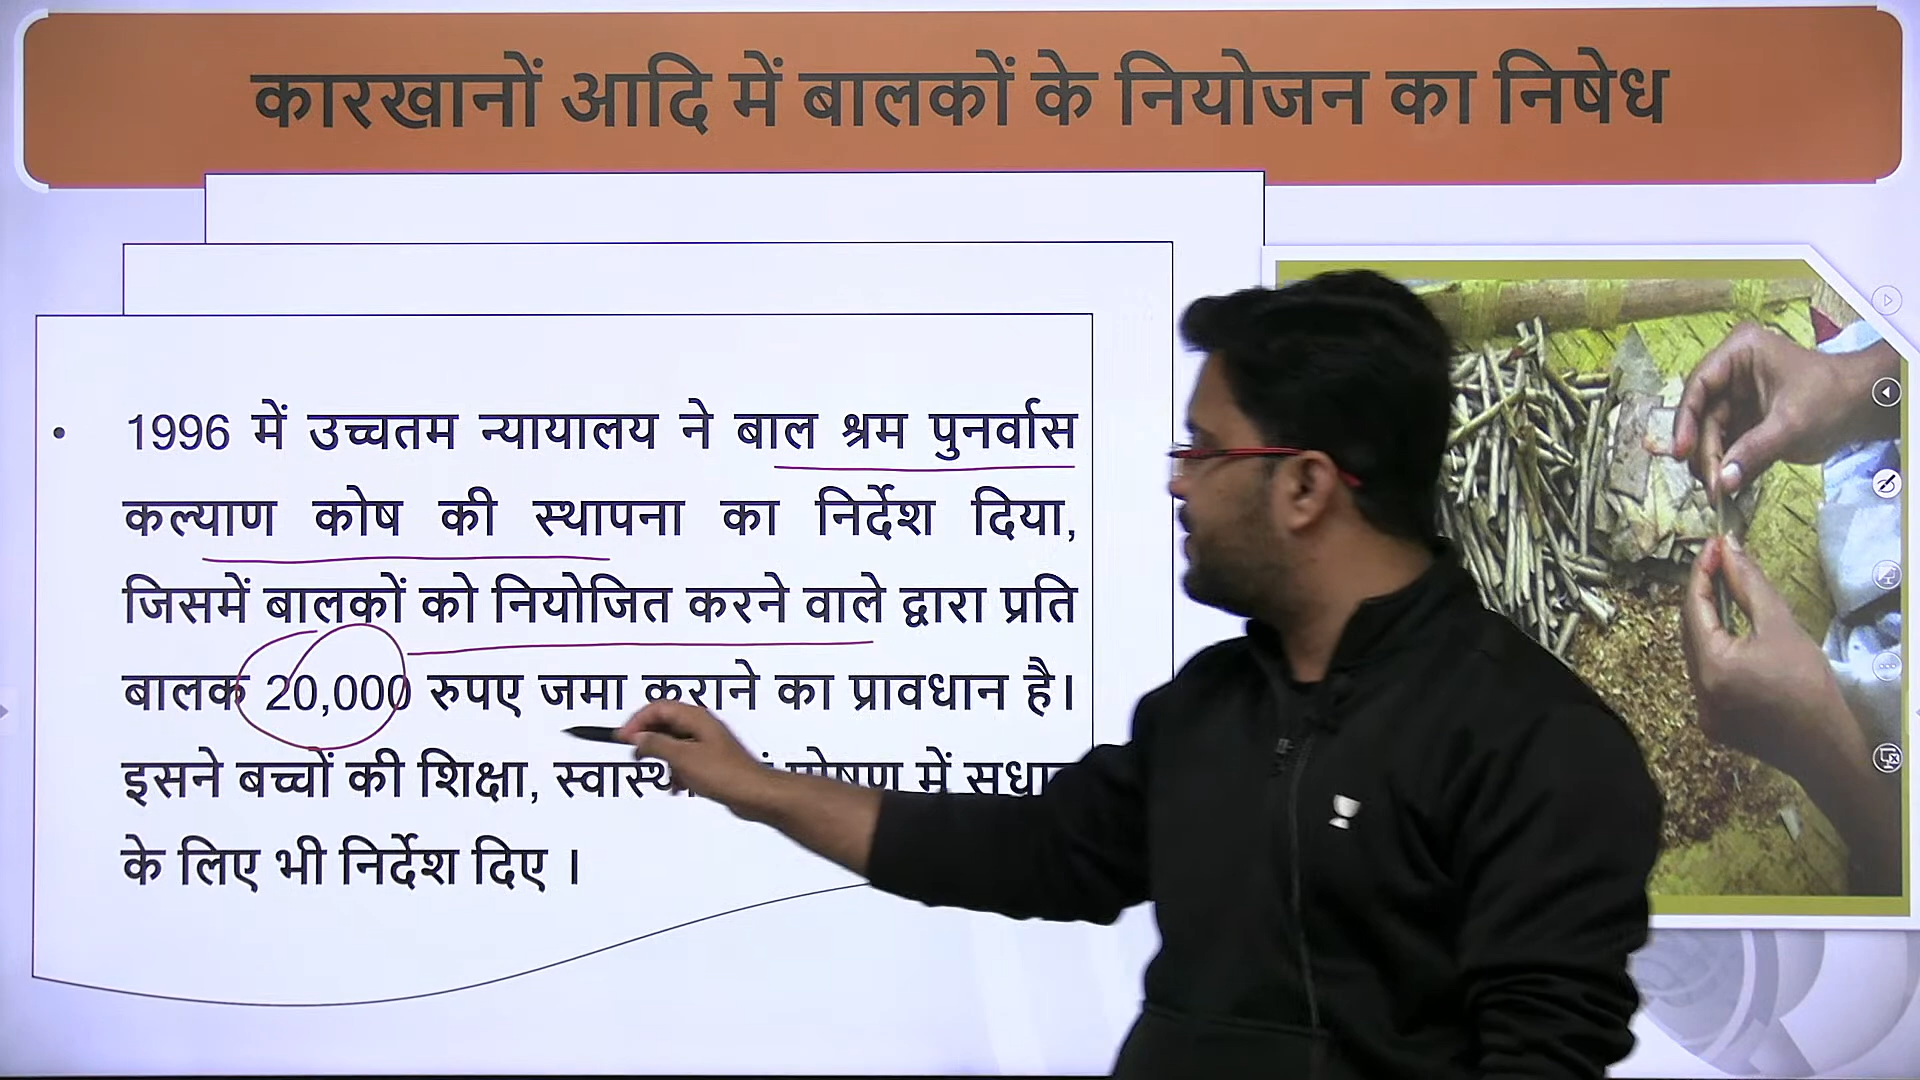 कारखानों आदि में बालकों के नियोजन का निषेध
• 1996 में उच्चतम न्यायालय ने बाल श्रम पुनर्वास
कल्याण कोष की स्थापना का निर्देश दिया,
जिसमें बालकों को नियोजित करने वाले द्वारा प्रति
बालक 20,000 रुपए जमा कराने का प्रावधान है।
इसने बच्चों की शिक्षा, में
के लिए भी निर्देश दिए ।